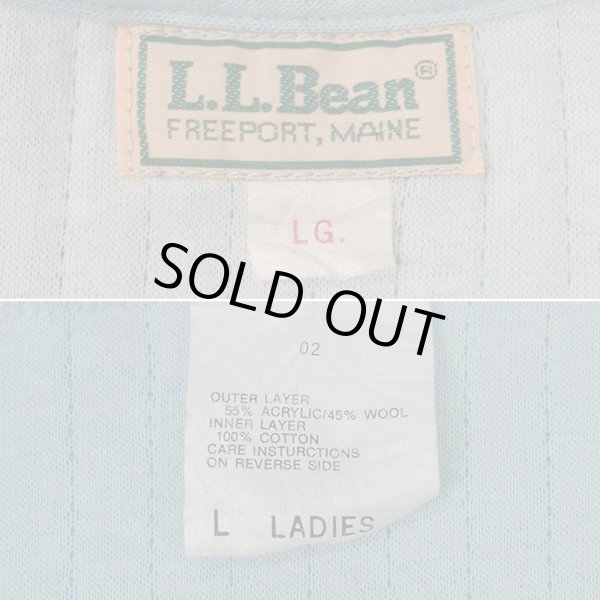 L.L.Bean®
FREEPORT, MAINE
LG.
SOLD OUT
02
OUTER LAYER
55% ACRYLIC/45% WOOL
INNER LAYER
100% COTTON
CARE INSTURCTIONS
ON REVERSE SIDE
L LADIES